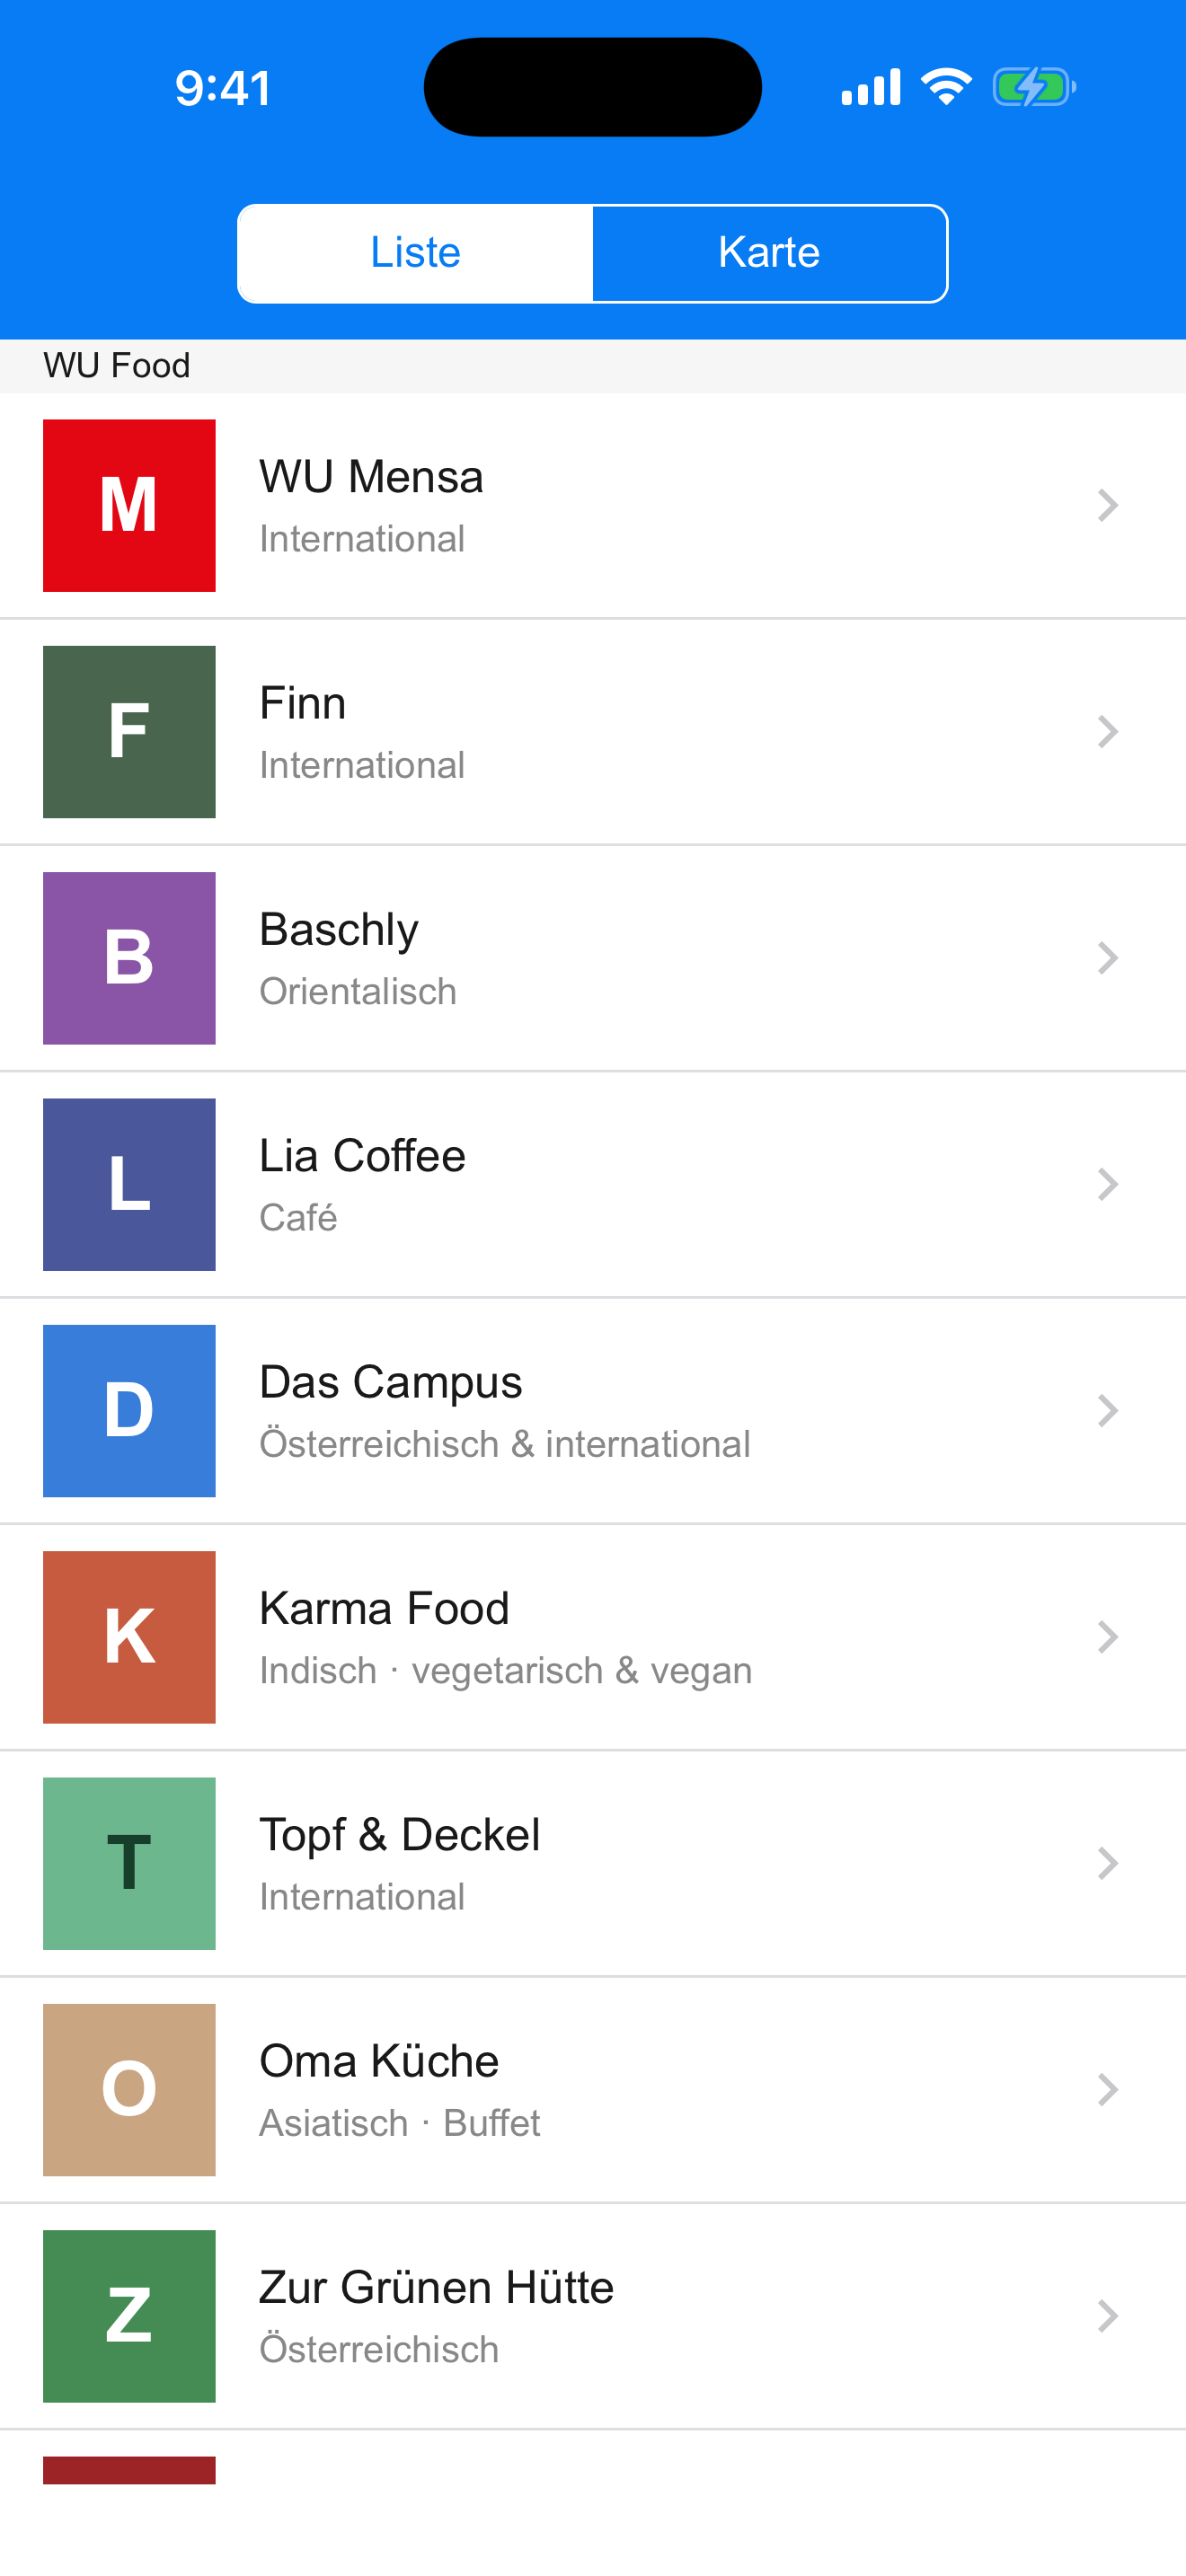 9:41
Liste
Karte
WU Food
M
WU Mensa
International
F
Finn
International
B
Baschly
Orientalisch
L
Lia Coffee
Café
D
Das Campus
Österreichisch & international
K
Karma Food
Indisch · vegetarisch & vegan
T
Topf & Deckel
International
O
Oma Küche
Asiatisch · Buffet
Z
Zur Grünen Hütte
Österreichisch